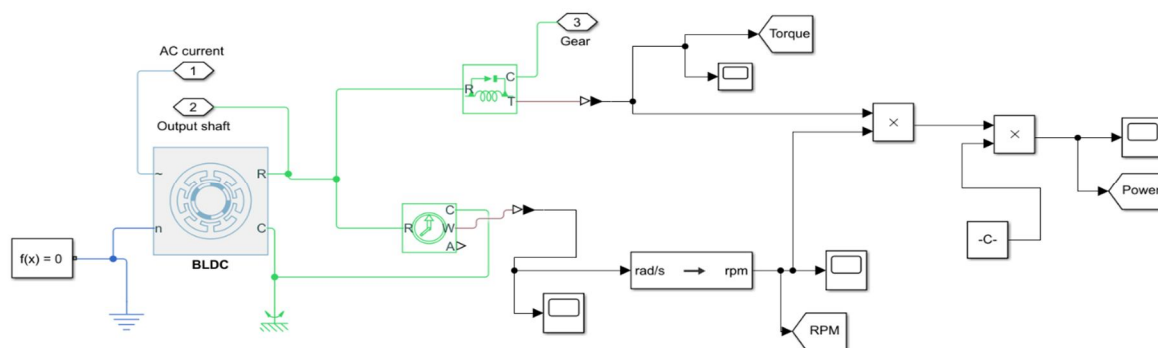 3
Gear
Torque
AC current
1
2
Output shaft
R
C
T
×
×
~
R
n
C
BLDC
R
C
W
A
Power
-C-
f(x) = 0
rad/s
rpm
RPM